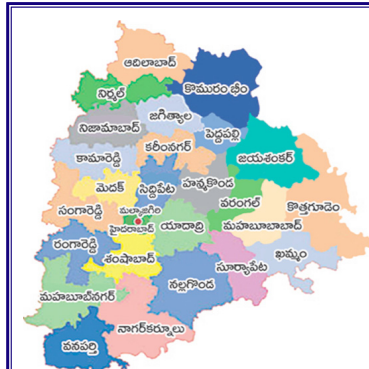 ఆదిలాబాద్
కొమురం భీం
నిర్మల్
జగిత్యాల
నిజామాబాద్
పెద్దపల్లి
కామారెడ్డి
కరీంనగర్
జయశంకర్
మెదక్
సిద్దిపేట
హన్మకొండ
సంగారెడ్డి
మల్కాజిగిరి
వరంగల్
కొత్తగూడెం
హైదరాబాద్
యాదాద్రి
మహబూబాబాద్
రంగారెడ్డి
శంషాబాద్
సూర్యాపేట
ఖమ్మం
మహబూబ్‌నగర్
నల్లగొండ
వనపర్తి
నాగర్‌కర్నూలు